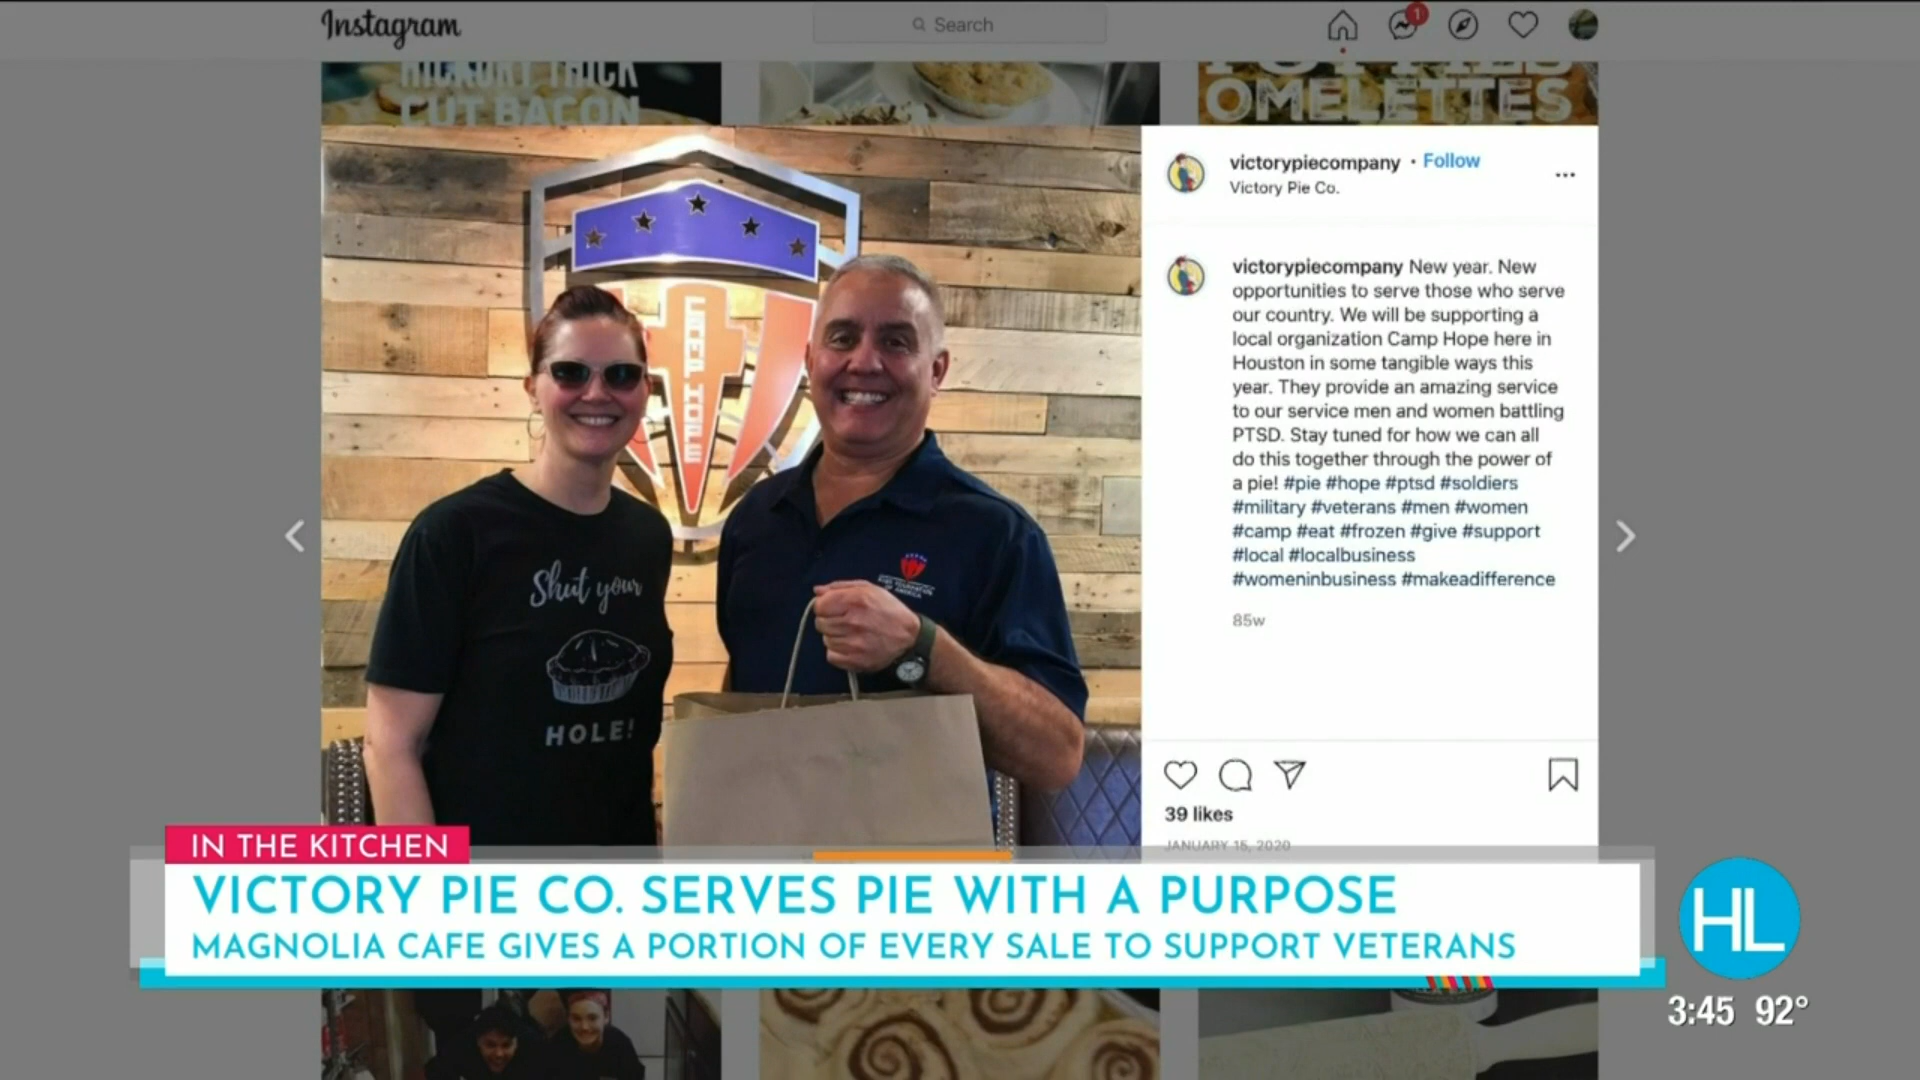 Instagram
Search
1
HICKORY THICK
CUT BACON
POT PIES
OMELETTES
CAMP HOPE
Shut your
HOLE!
victorypiecompany • Follow
Victory Pie Co.
victorypiecompany New year. New
opportunities to serve those who serve
our country. We will be supporting a
local organization Camp Hope here in
Houston in some tangible ways this
year. They provide an amazing service
to our service men and women battling
PTSD. Stay tuned for how we can all
do this together through the power of
a pie! #pie #hope #ptsd #soldiers
#military #veterans #men #women
#camp #eat #frozen #give #support
#local #localbusiness
#womeninbusiness #makeadifference
85w
39 likes
JANUARY 15, 2020
IN THE KITCHEN
VICTORY PIE CO. SERVES PIE WITH A PURPOSE
MAGNOLIA CAFE GIVES A PORTION OF EVERY SALE TO SUPPORT VETERANS
HL
3:45 92°